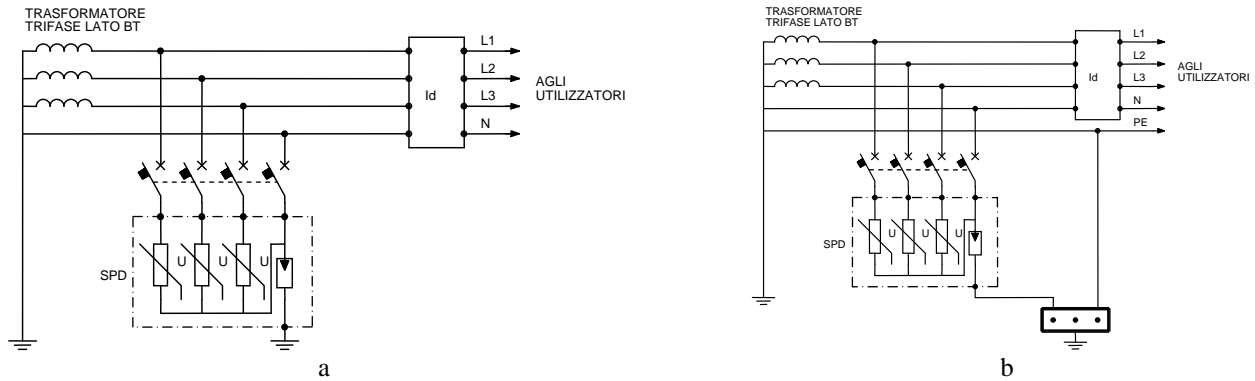 TRASFORMATORE
TRIFASE LATO BT
L1
L2
L3
N
Id
AGLI
UTILIZZATORI
SPD
U
U
a
TRASFORMATORE
TRIFASE LATO BT
L1
L2
L3
N
PE
Id
AGLI
UTILIZZATORI
SPD
U
U
b